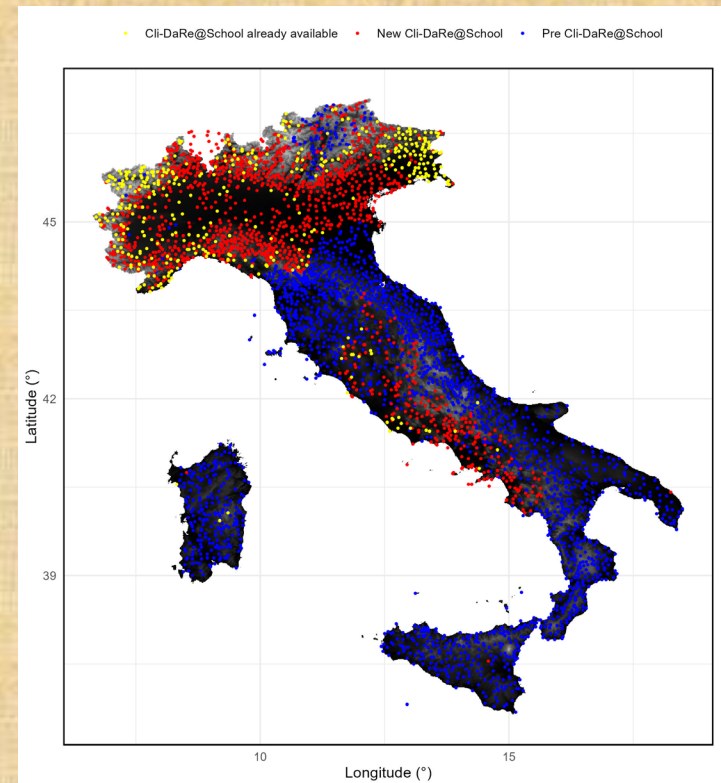 Cli-DaRe@School already available New Cli-DaRe@School Pre Cli-DaRe@School
45
42
39
Latitude (°)
10 15
Longitude (°)